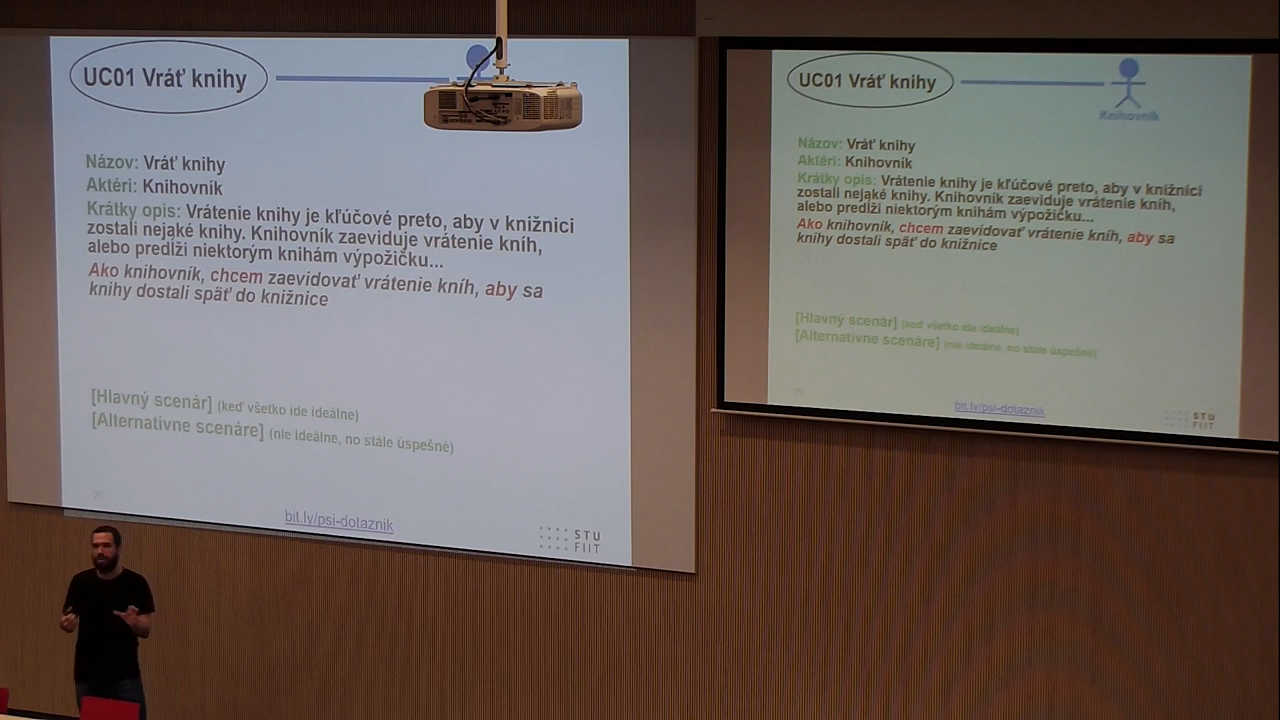 UC01 Vráť knihy
Názov: Vráť knihy
Aktéri: Knihovník
Krátky opis: Vrátenie knihy je kľúčové preto, aby v knižnici
zostali nejaké knihy. Knihovník zaeviduje vrátenie kníh,
alebo predĺži niektorým knihám výpožičku...
Ako knihovník, chcem zaevidovať vrátenie kníh, aby sa
knihy dostali späť do knižnice
[Hlavný scenár] (keď všetko ide ideálne)
[Alternatívne scenáre] (nie ideálne, no stále úspešné)
bit.ly/psi-dotaznik
STU
FIIT
UC01 Vráť knihy
Knihovník
Názov: Vráť knihy
Aktéri: Knihovník
Krátky opis: Vrátenie knihy je kľúčové preto, aby v knižnici
zostali nejaké knihy. Knihovník zaeviduje vrátenie kníh,
alebo predĺži niektorým knihám výpožičku...
Ako knihovník, chcem zaevidovať vrátenie kníh, aby sa
knihy dostali späť do knižnice
[Hlavný scenár] (keď všetko ide ideálne)
[Alternatívne scenáre] (nie ideálne, no stále úspešné)
bit.ly/psi-dotaznik
STU
FIIT